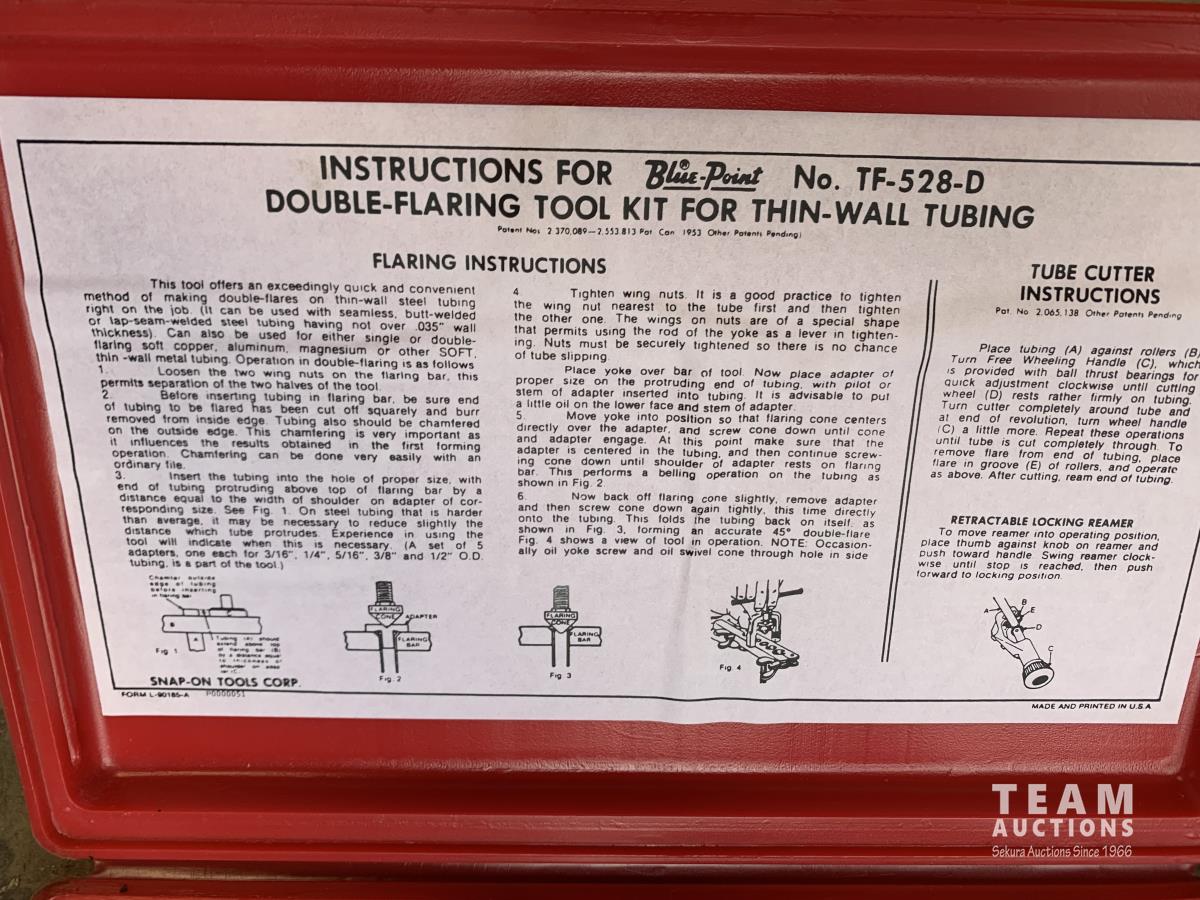 INSTRUCTIONS FOR Blue-Point® No. TF-528-D
DOUBLE-FLARING TOOL KIT FOR THIN-WALL TUBING
Patent Nos 2 370,089—2,553,813 Pat Can 1953 Other Patents Pending)
FLARING INSTRUCTIONS
This tool offers an exceedingly quick and convenient
method of making double-flares on thin-wall steel tubing
right on the job. (It can be used with seamless, butt-welded
or lap-seam-welded steel tubing having not over .035" wall
thickness). Can also be used for either single or double-
flaring soft copper, aluminum, magnesium or other SOFT,
thin -wall metal tubing. Operation in double-flaring is as follows
1. Loosen the two wing nuts on the flaring bar, this
permits separation of the two halves of the tool.
2. Before inserting tubing in flaring bar, be sure end
of tubing to be flared has been cut off squarely and burr
removed from inside edge. Tubing also should be chamfered
on the outside edge. This chamfering is very important as
it influences the results obtained in the first forming
operation. Chamfering can be done very easily with an
ordinary file.
3. Insert the tubing into the hole of proper size, with
end of tubing protruding above top of flaring bar by a
distance equal to the width of shoulder on adapter of cor-
responding size. See Fig. 1. On steel tubing that is harder
than average, it may be necessary to reduce slightly the
distance which tube protrudes. Experience in using the
tool will indicate when this is necessary. (A set of 5
adapters, one each for 3/16", 1/4", 5/16", 3/8" and 1/2" O.D.
tubing, is a part of the tool.)
4. Tighten wing nuts. It is a good practice to tighten
the wing nut nearest to the tube first and then tighten
the other one. The wings on nuts are of a special shape
that permits using the rod of the yoke as a lever in tighten-
ing. Nuts must be securely tightened so there is no chance
of tube slipping.
Place yoke over bar of tool. Now place adapter of
proper size on the protruding end of tubing, with pilot or
stem of adapter inserted into tubing. It is advisable to put
a little oil on the lower face and stem of adapter.
5. Move yoke into position so that flaring cone centers
directly over the adapter, and screw cone down until cone
and adapter engage. At this point make sure that the
adapter is centered in the tubing, and then continue screw-
ing cone down until shoulder of adapter rests on flaring
bar. This performs a belling operation on the tubing as
shown in Fig. 2
6. Now back off flaring cone slightly, remove adapter
and then screw cone down again tightly, this time directly
onto the tubing. This folds the tubing back on itself, as
shown in Fig. 3, forming an accurate 45° double-flare
Fig. 4 shows a view of tool in operation. NOTE: Occasion-
ally oil yoke screw and oil swivel cone through hole in side
TUBE CUTTER
INSTRUCTIONS
Pat. No 2,065,138 Other Patents Pending
Place tubing (A) against rollers (B)
Turn Free Wheeling Handle (C), which
is provided with ball thrust bearings for
quick adjustment clockwise until cutting
wheel (D) rests rather firmly on tubing.
Turn cutter completely around tube and
at end of revolution, turn wheel handle
(C) a little more. Repeat these operations
until tube is cut completely through. To
remove flare from end of tubing, place
flare in groove (E) of rollers, and operate
as above. After cutting, ream end of tubing.
RETRACTABLE LOCKING REAMER
To move reamer into operating position,
place thumb against knob on reamer and
push toward handle. Swing reamer clock-
wise until stop is reached, then push
forward to locking position.
Chamfer outside
edge of tubing
before inserting
in flaring bar
B
A
Tubing (A) should
extend above top
of flaring bar (B)
by a distance equal
to thickness of
shoulder on
Fig 1
FLARING
CONE
ADAPTER
FLARING
BAR
Fig. 2
FLARING
CONE
FLARING
BAR
Fig 3
Fig. 4
A
B
E
D
C
SNAP-ON TOOLS CORP.
FORM L-90185-A P0000051
MADE AND PRINTED IN U.S.A
TEAM
AUCTIONS
Sekura Auctions Since 1966